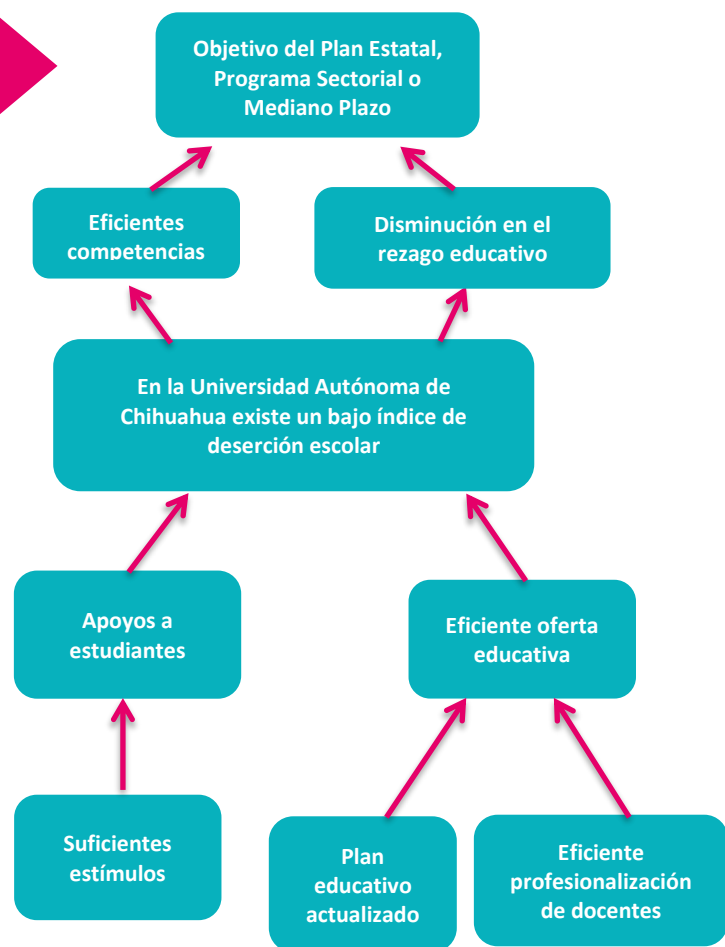 Objetivo del Plan Estatal,
Programa Sectorial o
Mediano Plazo
Eficientes
competencias
Disminución en el
rezago educativo
En la Universidad Autónoma de
Chihuahua existe un bajo índice de
deserción escolar
Apoyos a
estudiantes
Eficiente oferta
educativa
Suficientes
estímulos
Plan
educativo
actualizado
Eficiente
profesionalización
de docentes